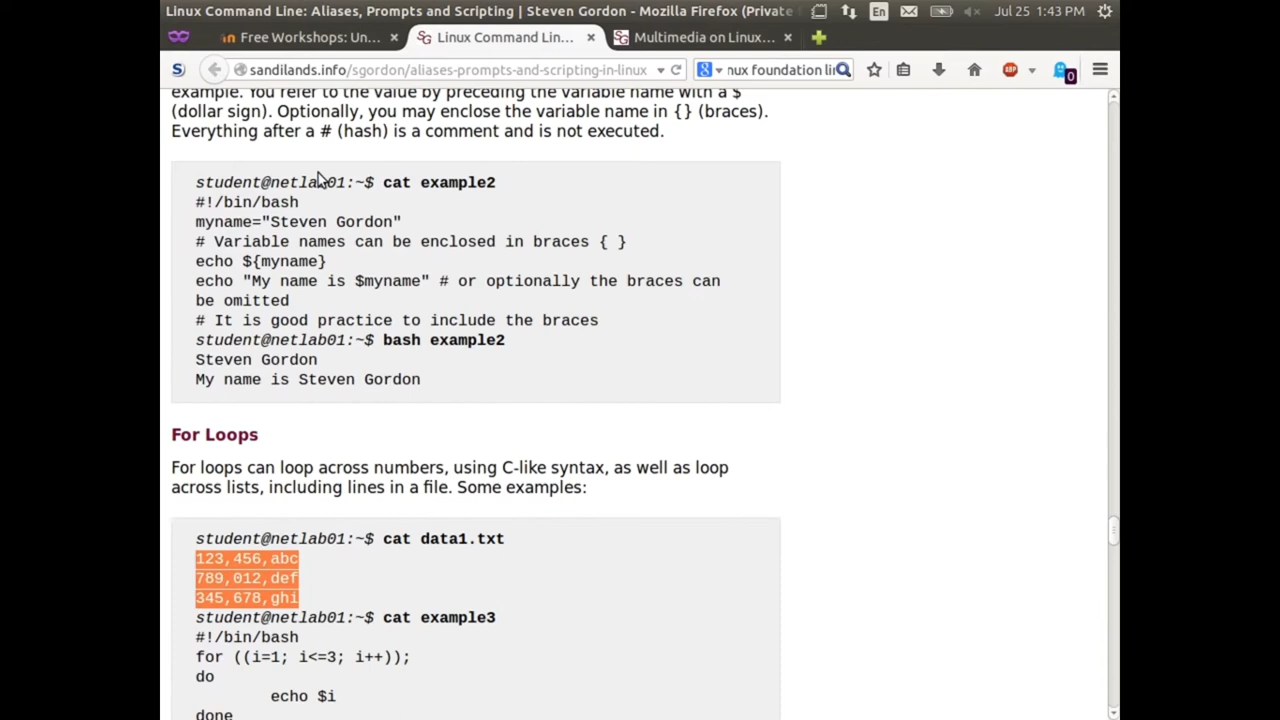 Linux Command Line: Aliases, Prompts and Scripting | Steven Gordon - Mozilla Firefox (Private
En
Jul 25 1:43 PM
Free Workshops: Un...
Linux Command Lin...
Multimedia on Linux...
sandilands.info/sgordon/aliases-prompts-and-scripting-in-linux
nux foundation lin
ABP
0
example. You refer to the value by preceding the variable name with a $
(dollar sign). Optionally, you may enclose the variable name in {} (braces).
Everything after a # (hash) is a comment and is not executed.
student@netlab01:~$ cat example2
#!/bin/bash
myname="Steven Gordon"
# Variable names can be enclosed in braces { }
echo ${myname}
echo "My name is $myname" # or optionally the braces can
be omitted
# It is good practice to include the braces
student@netlab01:~$ bash example2
Steven Gordon
My name is Steven Gordon
For Loops
For loops can loop across numbers, using C-like syntax, as well as loop
across lists, including lines in a file. Some examples:
student@netlab01:~$ cat data1.txt
123,456,abc
789,012,def
345,678,ghi
student@netlab01:~$ cat example3
#!/bin/bash
for ((i=1; i<=3; i++));
do
echo $i
done